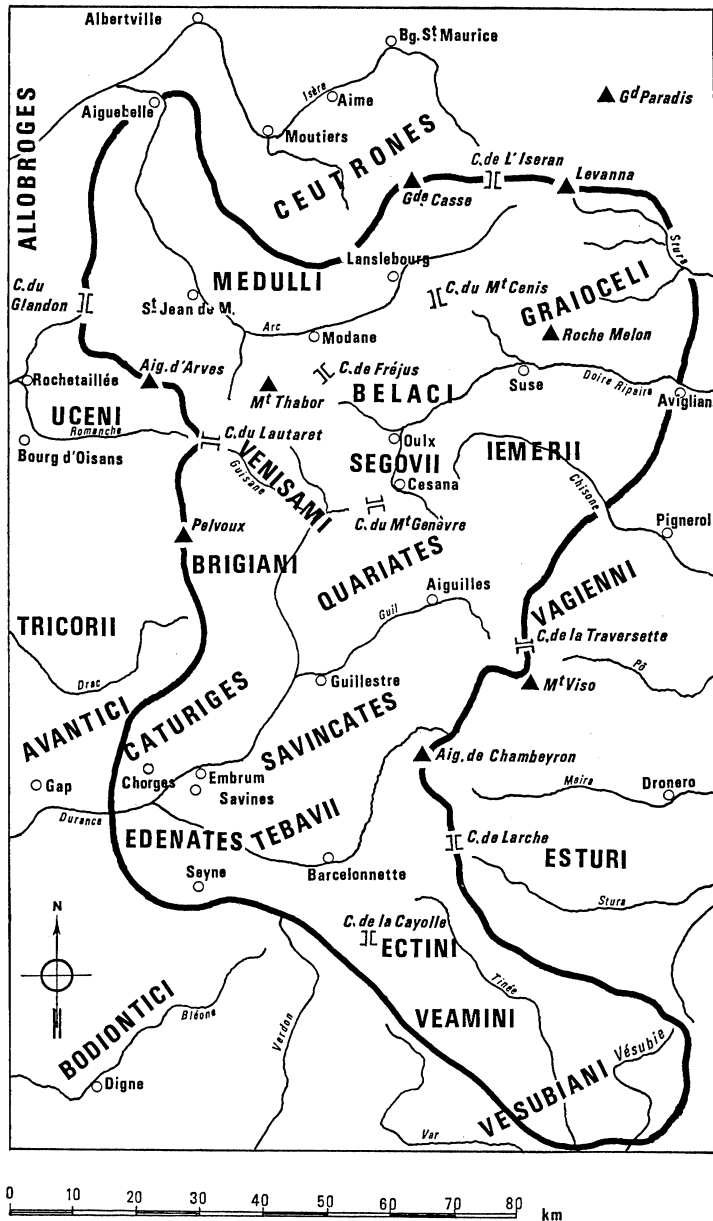 Albertville
Bg. St Maurice
Isère
Aime
Gd Paradis
Aiguebelle
Moutiers
ALLOBROGES
CEUTRONES
C. de L'Iseran
Levanna
Gde. Casse
Stura
Lanslebourg
MEDULLI
C. du Mt Cenis
GRAIOCELI
C. du
Glandon
St Jean de M.
Arc
Modane
Roche Melon
Rochetaillée
Aig. d'Arves
C. de Fréjus
Mt Thabor
BELACI
Suse
Doire Ripaire
Avigliana
UCENI
Romanche
Bourg d'Oisans
C. du Lautaret
Guisane
VENISAMI
Oulx
SEGOVII
Cesana
IEMERII
Chisone
C. du Mt Genèvre
Pignerol
Pelvoux
BRIGIANI
QUARIATES
Aiguilles
Guil
VAGIENNI
TRICORII
C. de la Traversette
Drac
Guillestre
Pô
Mt Viso
AVANTICI
CATURIGES
SAVINCATES
Aig. de Chambeyron
Gap
Chorges
Embrum
Savines
Maira
Dronero
Durance
EDENATES
TEBAVII
C. de Larche
ESTURI
Seyne
Barcelonnette
Stura
N
C. de la Cayolle
ECTINI
Tinée
BODIONTICI
Bléone
Verdon
VEAMINI
Digne
VESUBIANI
Vésubie
Var
0 10 20 30 40 50 60 70 80 km